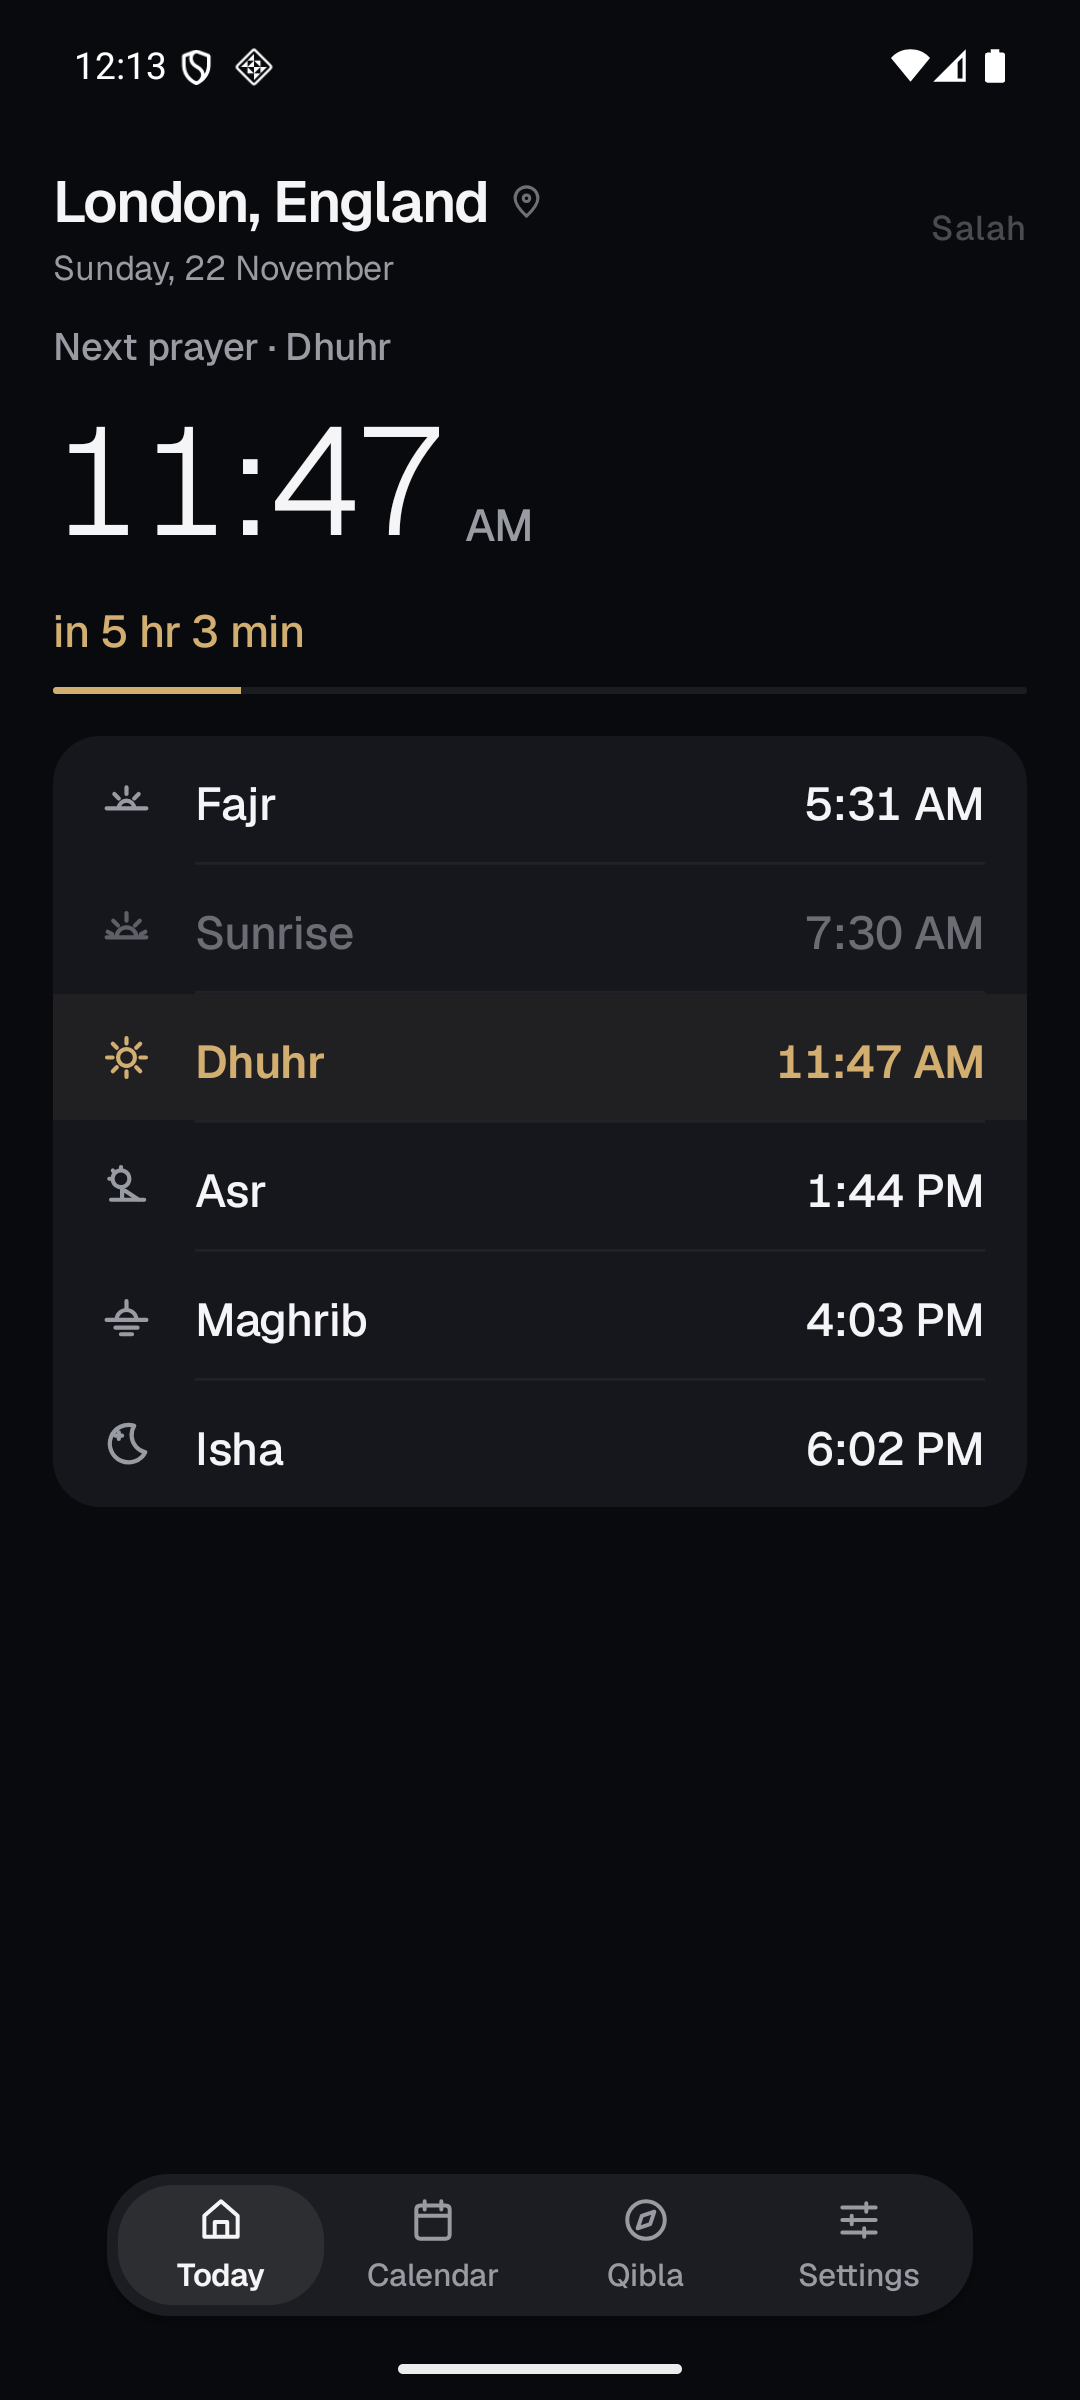 12:13
London, England
Salah
Sunday, 22 November
Next prayer · Dhuhr
11:47 AM
in 5 hr 3 min
Fajr 5:31 AM
Sunrise 7:30 AM
Dhuhr 11:47 AM
Asr 1:44 PM
Maghrib 4:03 PM
Isha 6:02 PM
Today Calendar Qibla Settings